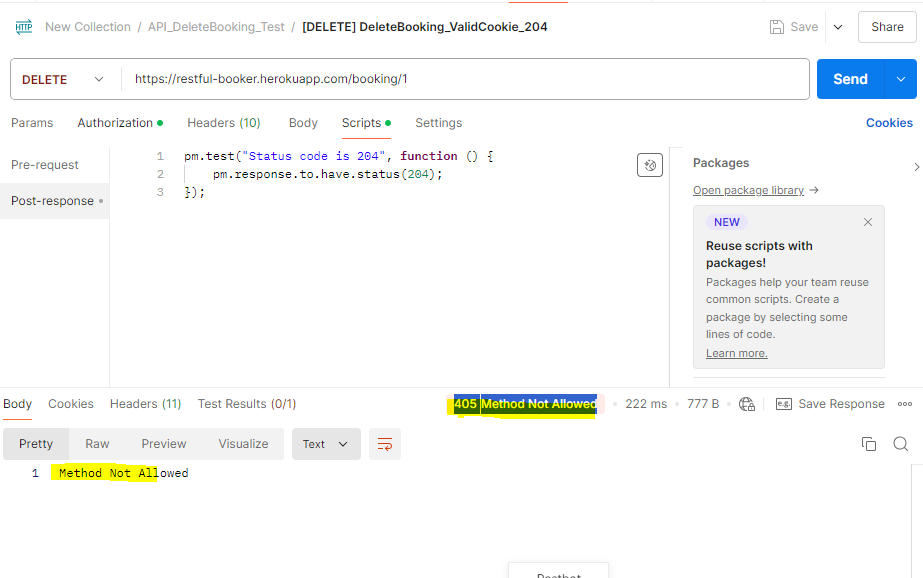 HTTP New Collection / API_DeleteBooking_Test / [DELETE] DeleteBooking_ValidCookie_204 Save Share
DELETE https://restful-booker.herokuapp.com/booking/1 Send
Params Authorization Headers (10) Body Scripts Settings Cookies
Pre-request
Post-response
1 pm.test("Status code is 204", function () {
2 pm.response.to.have.status(204);
3 });
Packages
Open package library →
NEW
Reuse scripts with
packages!
Packages help your team reuse
common scripts. Create a
package by selecting some
lines of code.
Learn more.
Body Cookies Headers (11) Test Results (0/1) 405 Method Not Allowed 222 ms 777 B e.g. Save Response
Pretty Raw Preview Visualize Text
1 Method Not Allowed